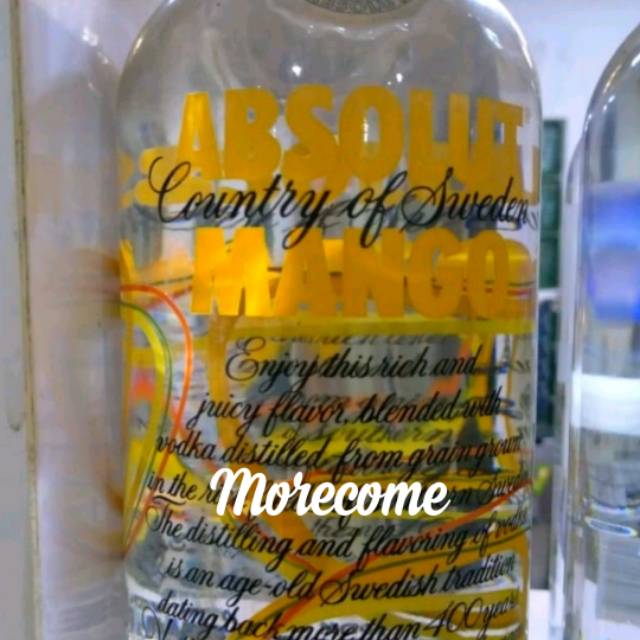 ABSOLUT
Country of Sweden
MANGO
Enjoy this rich and
juicy flavor, blended with
vodka distilled from grain grown
in the Sweden
Morecome
The distilling and flavoring of vodka
is an age-old Swedish tradition
dating back more than 400 years